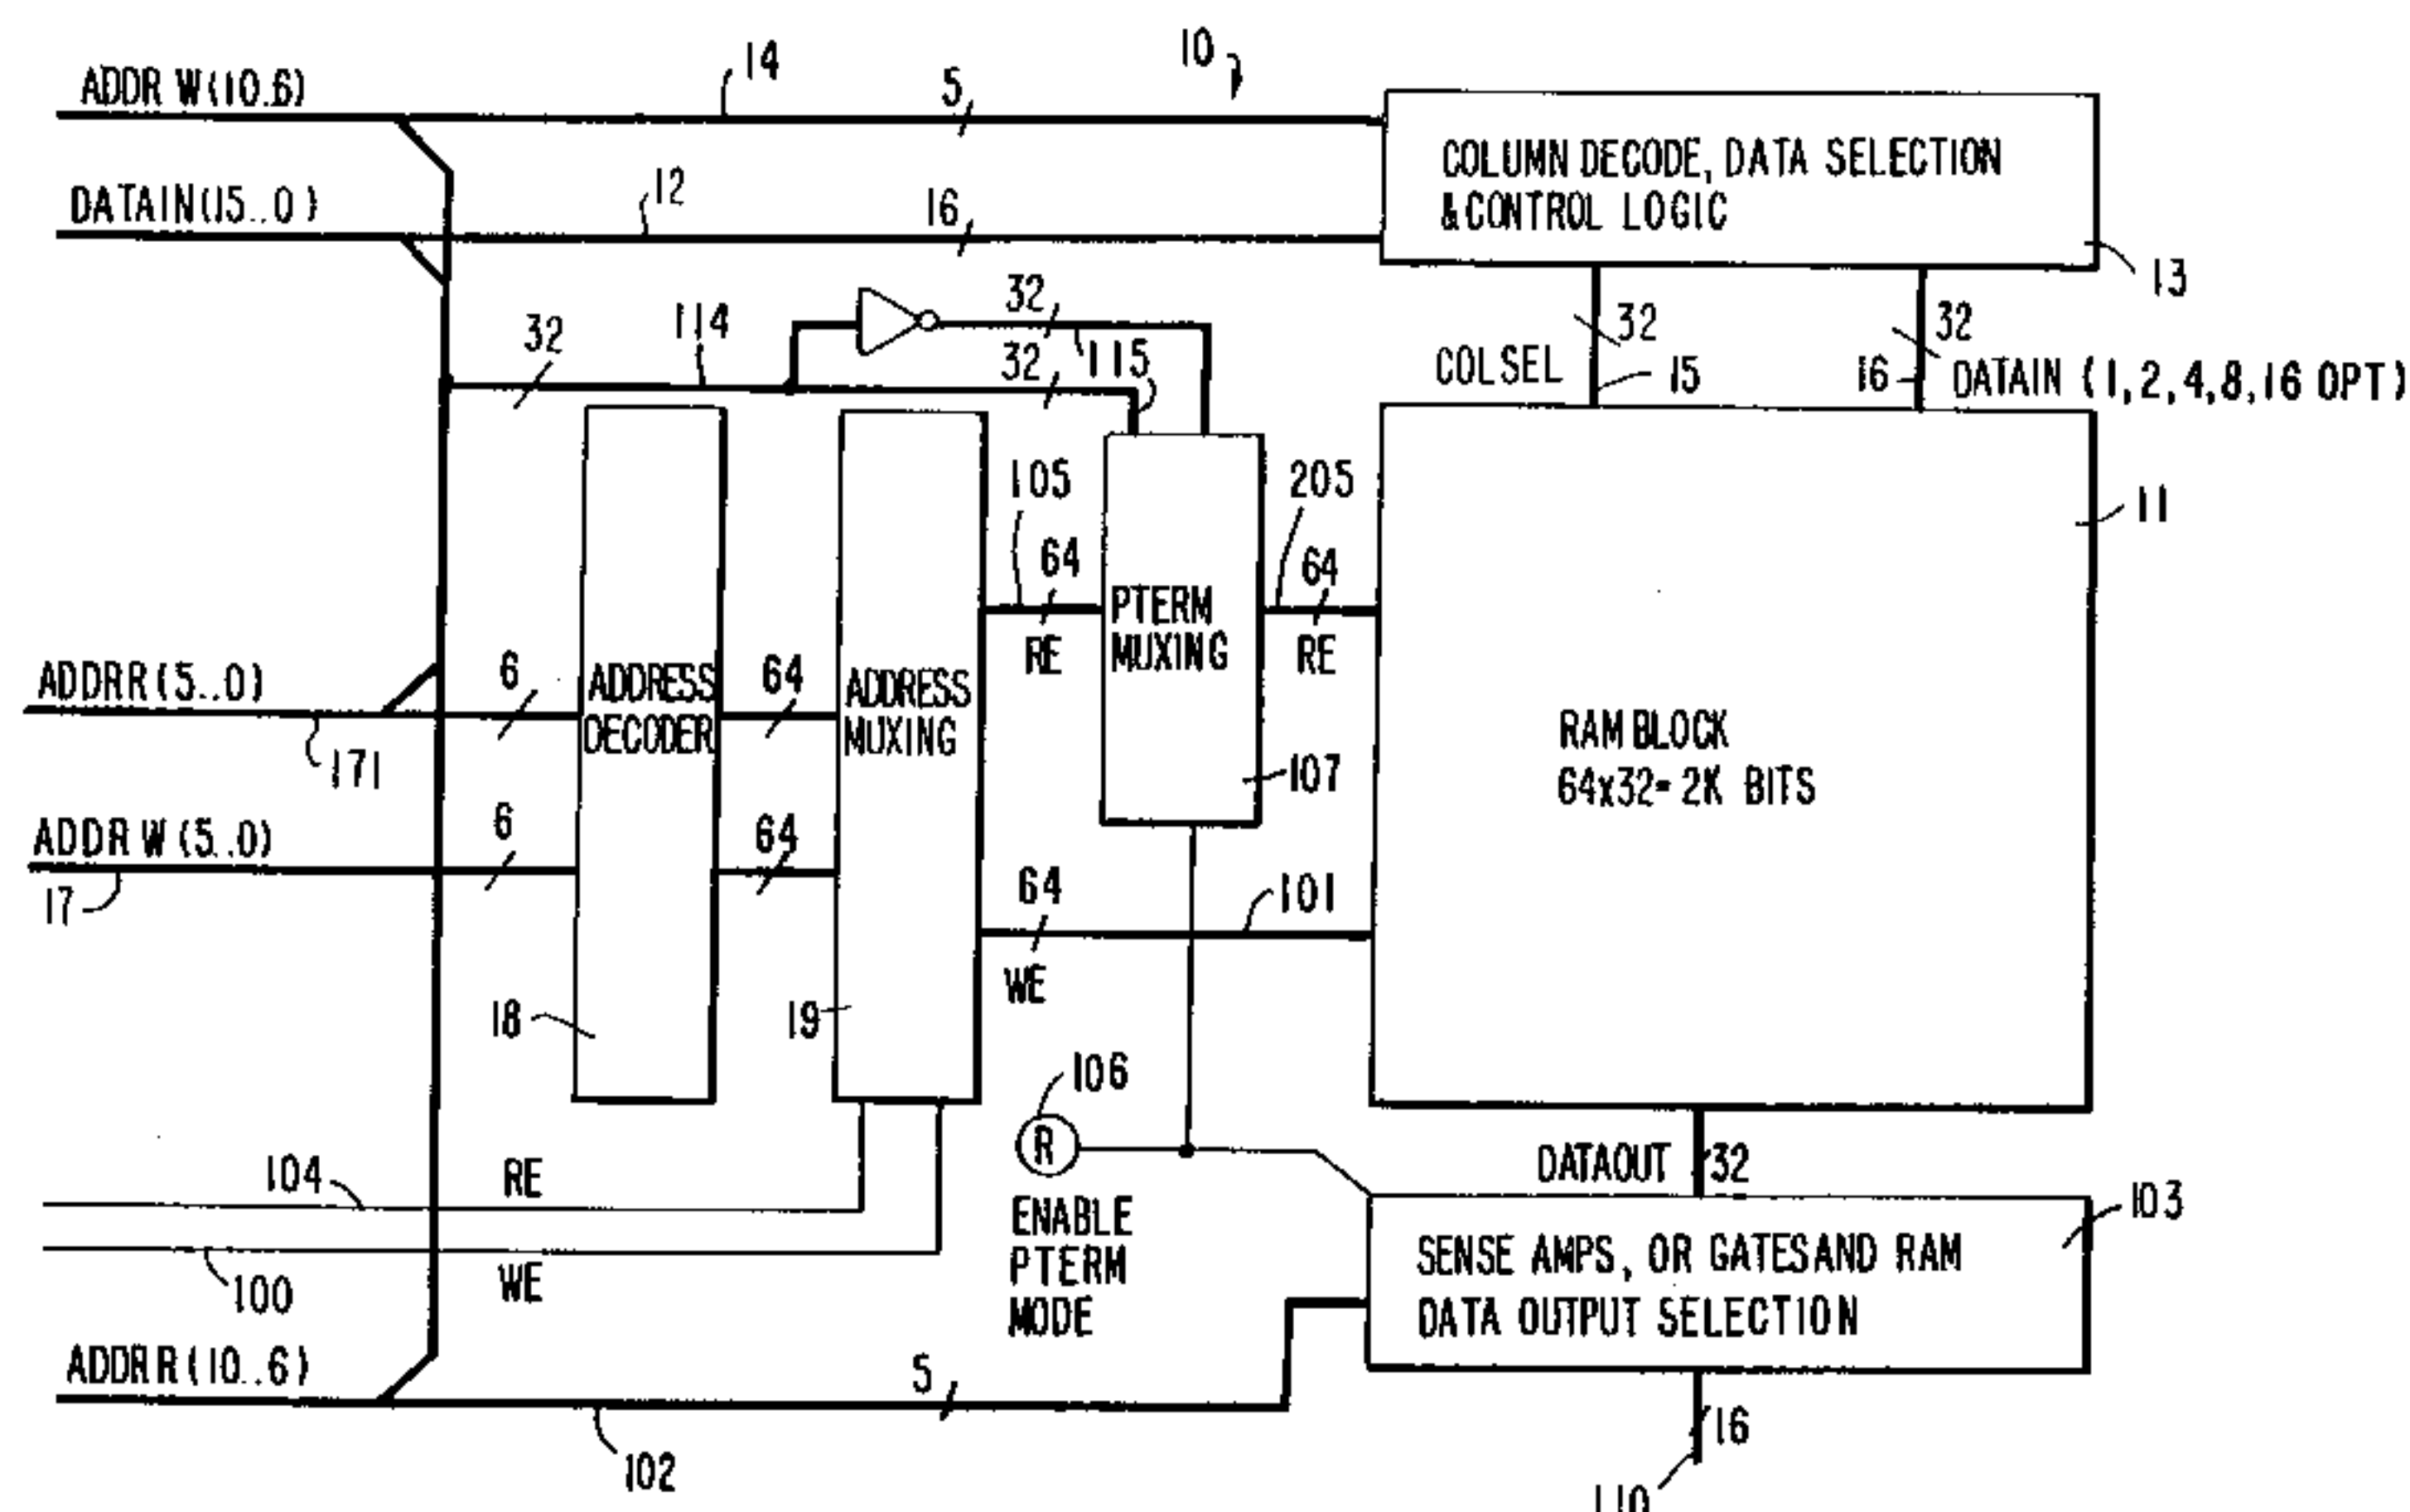 ADDR W(10.6)
14
5
10
COLUMN DECODE, DATA SELECTION
&CONTROL LOGIC
13
DATAIN(15..0)
12
16
32
114
32
32
115
COLSEL
32
15
32
16
DATAIN (1,2,4,8,16 OPT)
105
64
RE
PTERM
MUXING
205
64
RE
11
RAM BLOCK
64x32=2K BITS
ADDRR(5..0)
171
6
ADDRESS
DECODER
64
ADDRESS
MUXING
107
ADDR W(5..0)
17
6
64
64
WE
101
18
19
106
R
ENABLE
PTERM
MODE
104
RE
100
WE
DATAOUT
32
103
SENSE AMPS, OR GATES AND RAM
DATA OUTPUT SELECTION
ADDR R(10..6)
102
5
16
110